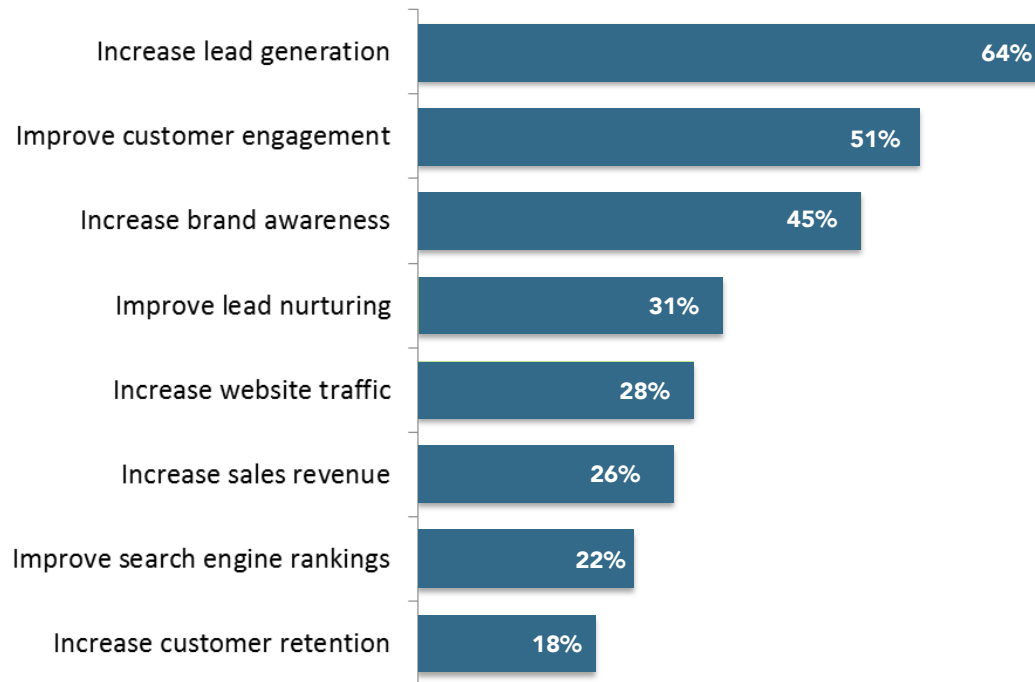 Increase lead generation 64%
Improve customer engagement 51%
Increase brand awareness 45%
Improve lead nurturing 31%
Increase website traffic 28%
Increase sales revenue 26%
Improve search engine rankings 22%
Increase customer retention 18%